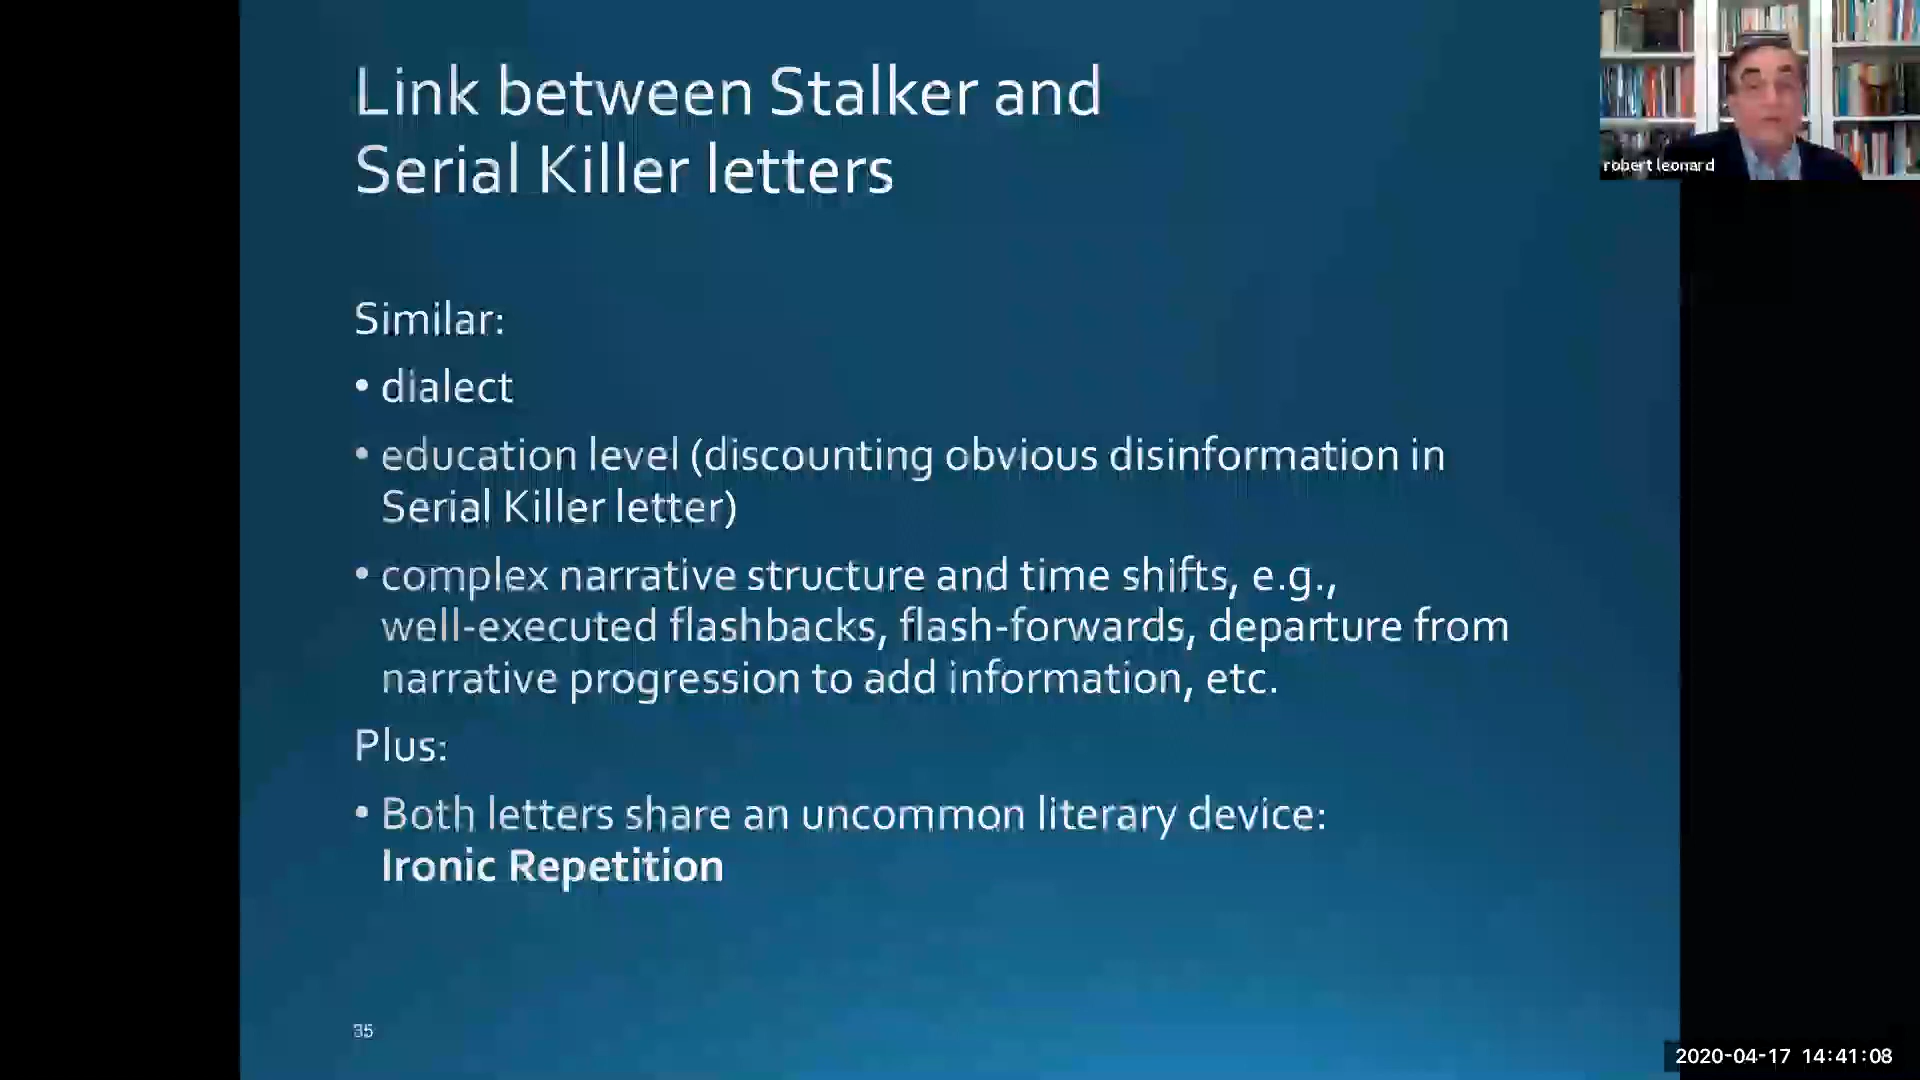 Link between Stalker and
Serial Killer letters
robert leonard
Similar:
• dialect
• education level (discounting obvious disinformation in
Serial Killer letter)
• complex narrative structure and time shifts, e.g.,
well-executed flashbacks, flash-forwards, departure from
narrative progression to add information, etc.
Plus:
• Both letters share an uncommon literary device:
Ironic Repetition
35
2020-04-17 14:41:08